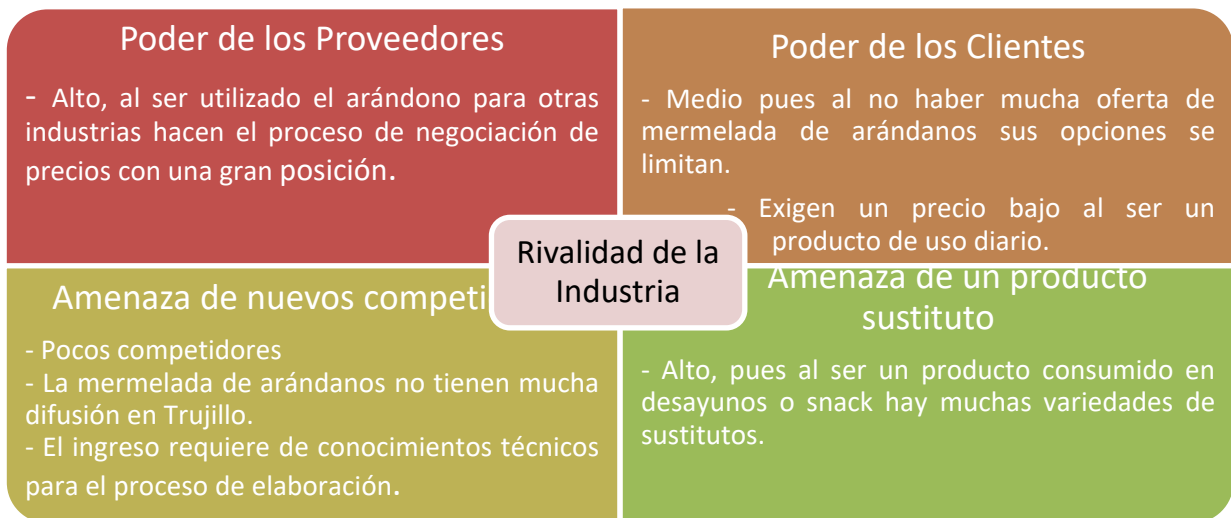 Poder de los Proveedores
- Alto, al ser utilizado el arándono para otras
industrias hacen el proceso de negociación de
precios con una gran posición.
Poder de los Clientes
- Medio pues al no haber mucha oferta de
mermelada de arándanos sus opciones se
limitan.
- Exigen un precio bajo al ser un
producto de uso diario.
Rivalidad de la
Industria
Amenaza de nuevos competi
- Pocos competidores
- La mermelada de arándanos no tienen mucha
difusión en Trujillo.
- El ingreso requiere de conocimientos técnicos
para el proceso de elaboración.
Amenaza de un producto
sustituto
- Alto, pues al ser un producto consumido en
desayunos o snack hay muchas variedades de
sustitutos.